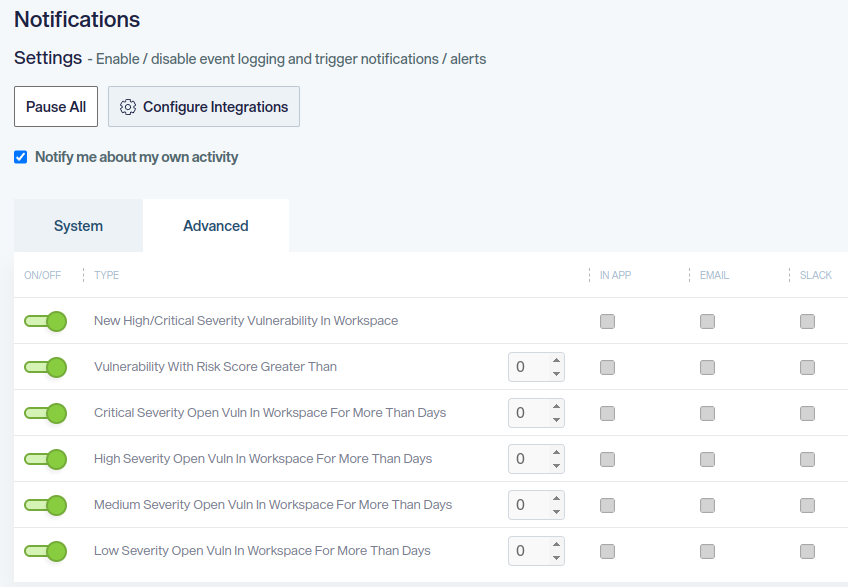 Notifications
Settings - Enable / disable event logging and trigger notifications / alerts
Pause All
Configure Integrations
Notify me about my own activity
System
Advanced
ON/OFF TYPE IN APP EMAIL SLACK
New High/Critical Severity Vulnerability In Workspace
Vulnerability With Risk Score Greater Than 0
Critical Severity Open Vuln In Workspace For More Than Days 0
High Severity Open Vuln In Workspace For More Than Days 0
Medium Severity Open Vuln In Workspace For More Than Days 0
Low Severity Open Vuln In Workspace For More Than Days 0